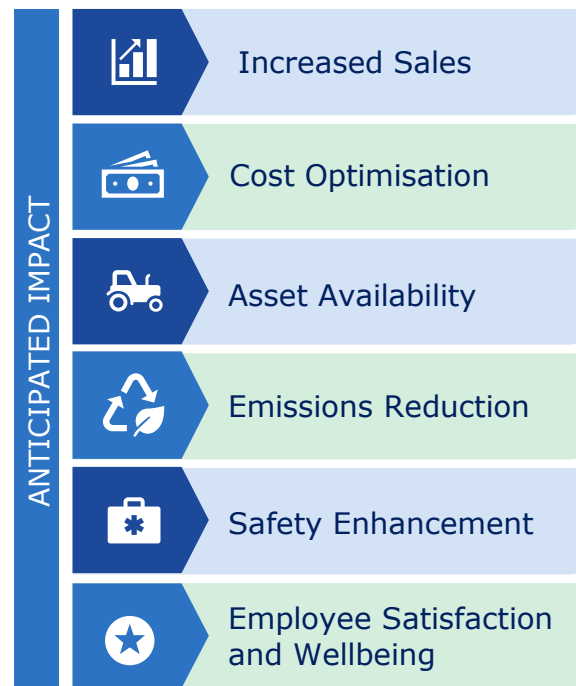 ANTICIPATED IMPACT
Increased Sales
Cost Optimisation
Asset Availability
Emissions Reduction
Safety Enhancement
Employee Satisfaction
and Wellbeing